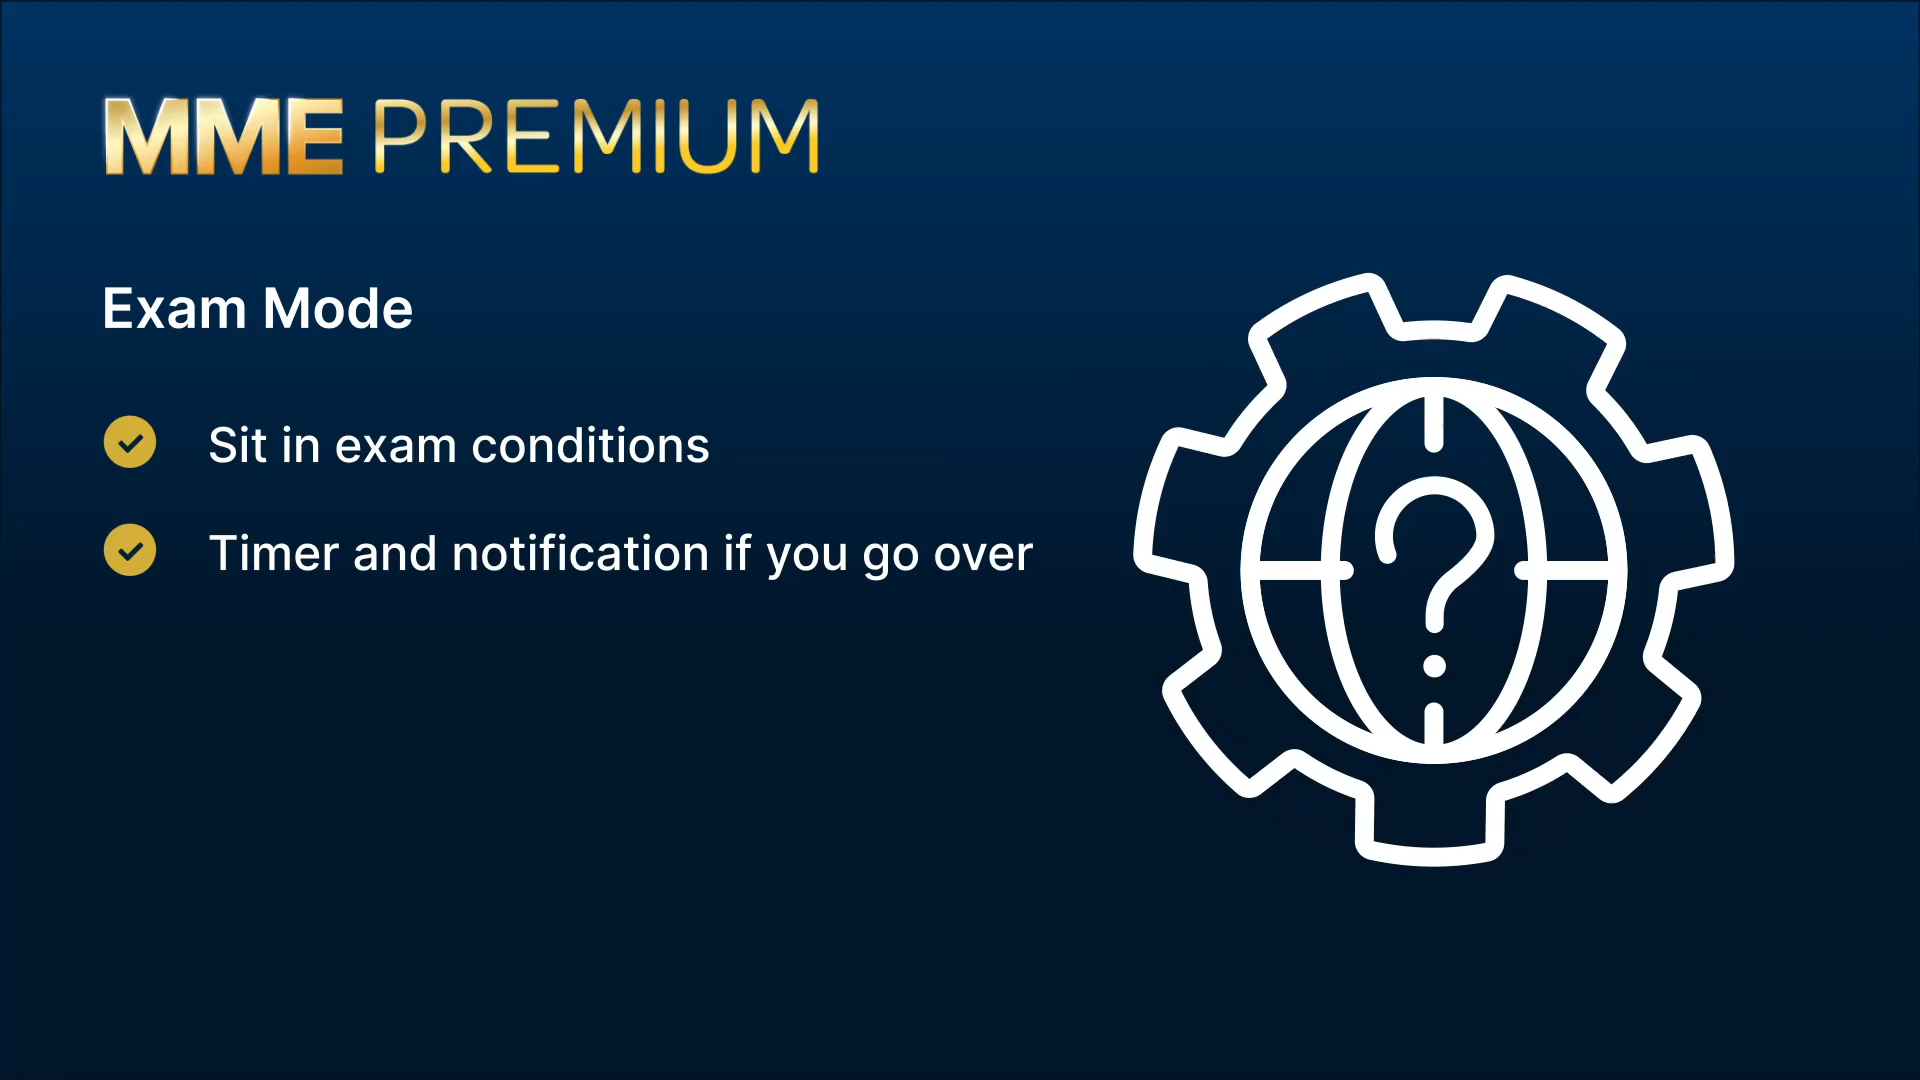 MME PREMIUM
Exam Mode
Sit in exam conditions
Timer and notification if you go over
?